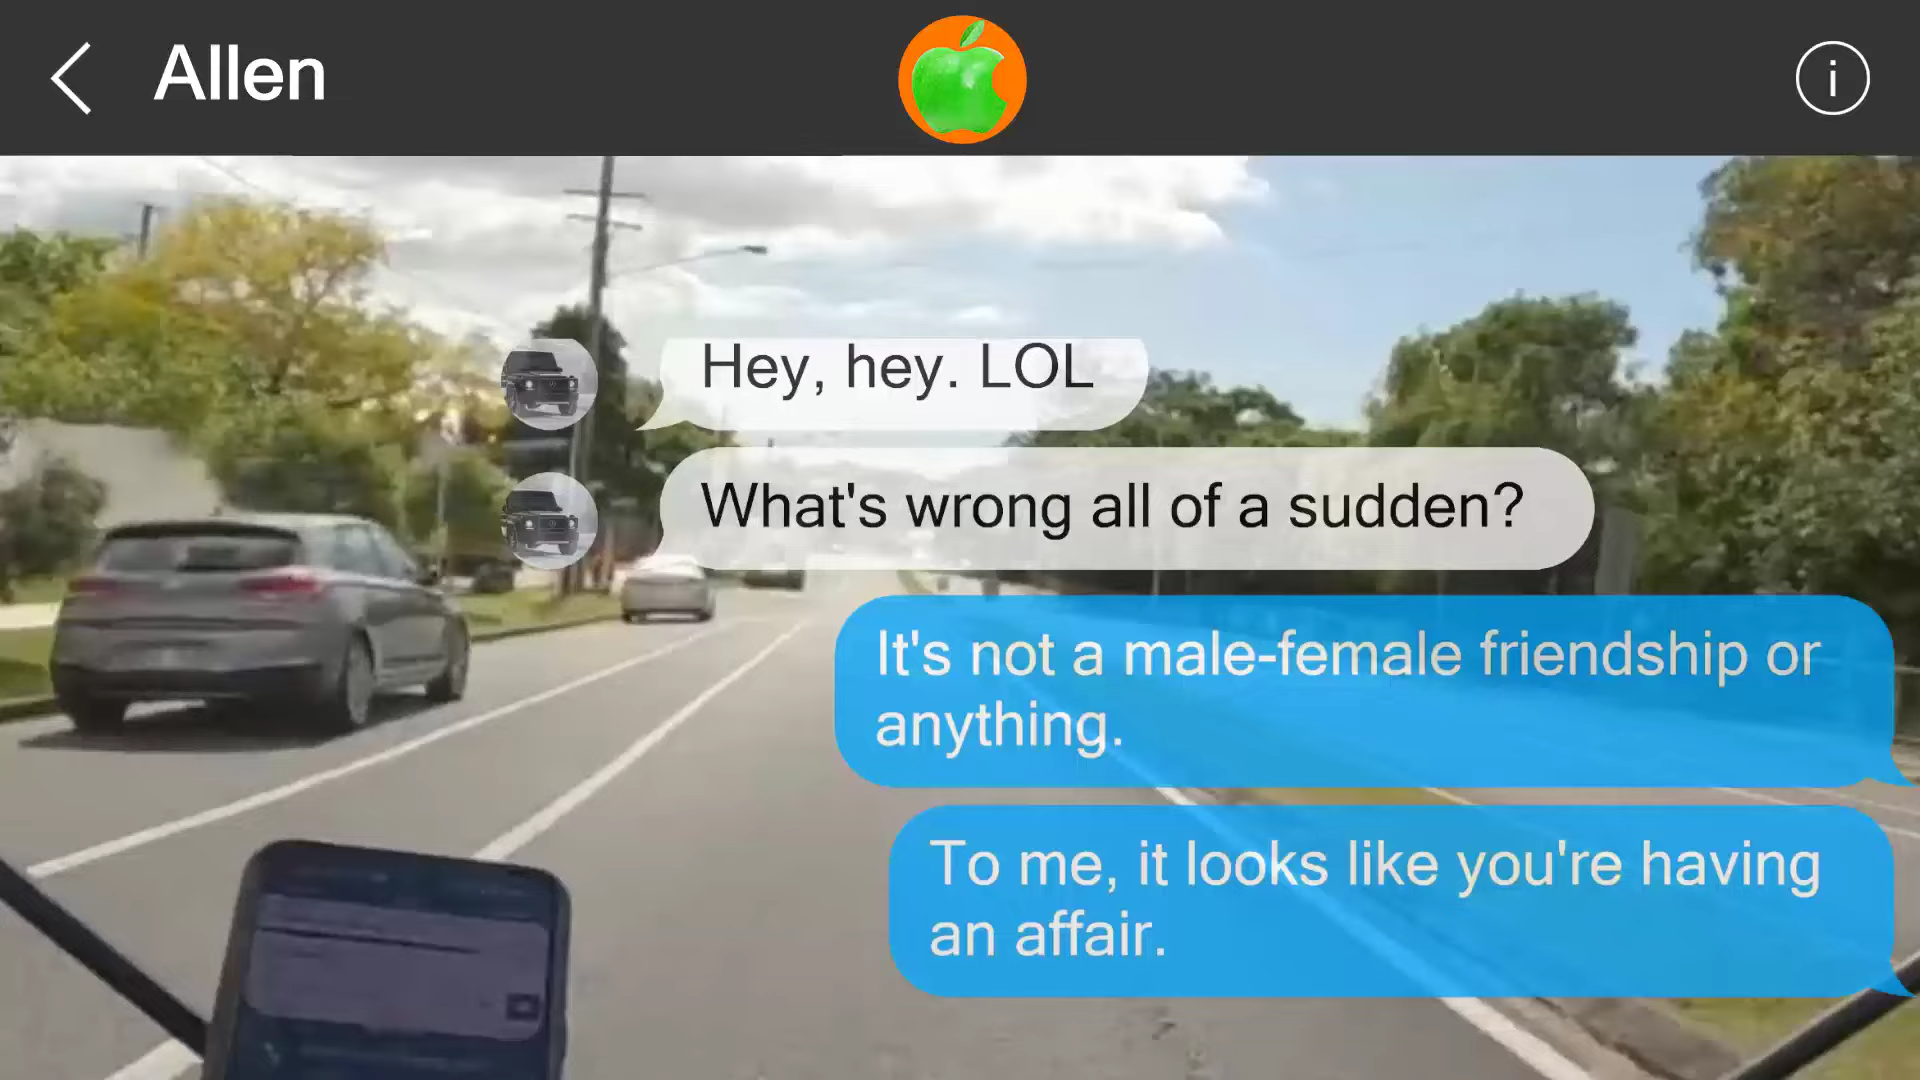 Allen
i
Hey, hey. LOL
What's wrong all of a sudden?
It's not a male-female friendship or
anything.
To me, it looks like you're having
an affair.